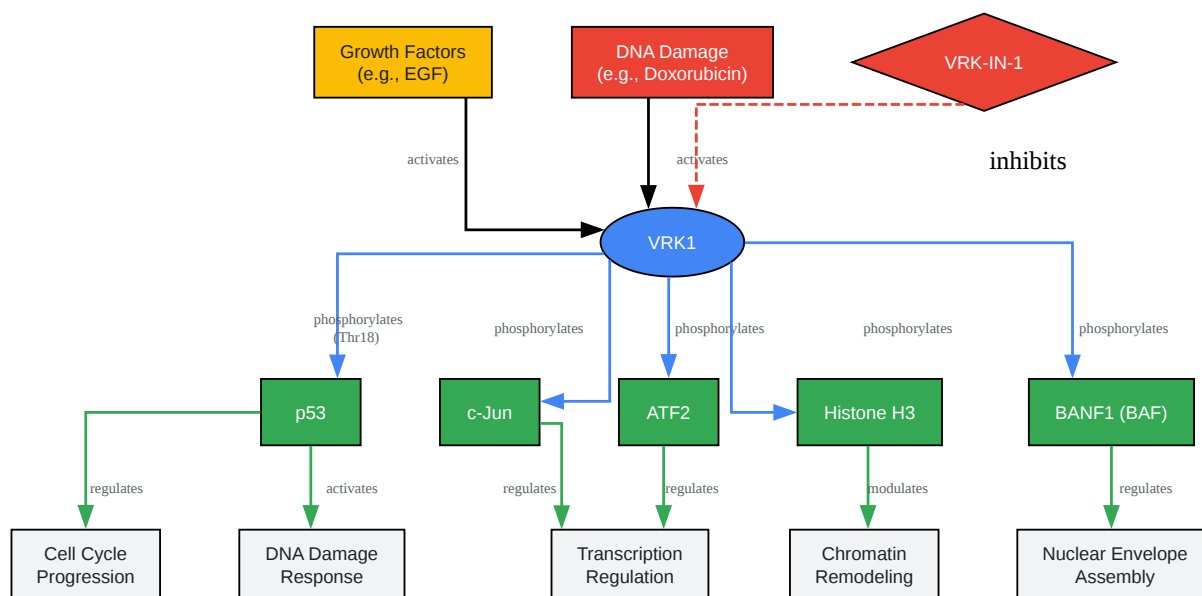 Growth Factors
(e.g., EGF)
DNA Damage
(e.g., Doxorubicin)
VRK-IN-1
activates
activates
inhibits
VRK1
phosphorylates
(Thr18)
phosphorylates
phosphorylates
phosphorylates
phosphorylates
p53
c-Jun
ATF2
Histone H3
BANF1 (BAF)
regulates
activates
regulates
regulates
modulates
regulates
Cell Cycle
Progression
DNA Damage
Response
Transcription
Regulation
Chromatin
Remodeling
Nuclear Envelope
Assembly